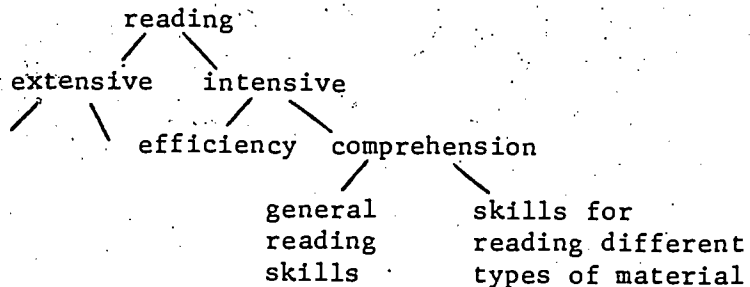 reading
extensive intensive
efficiency comprehension
general skills for
reading reading different
skills types of material